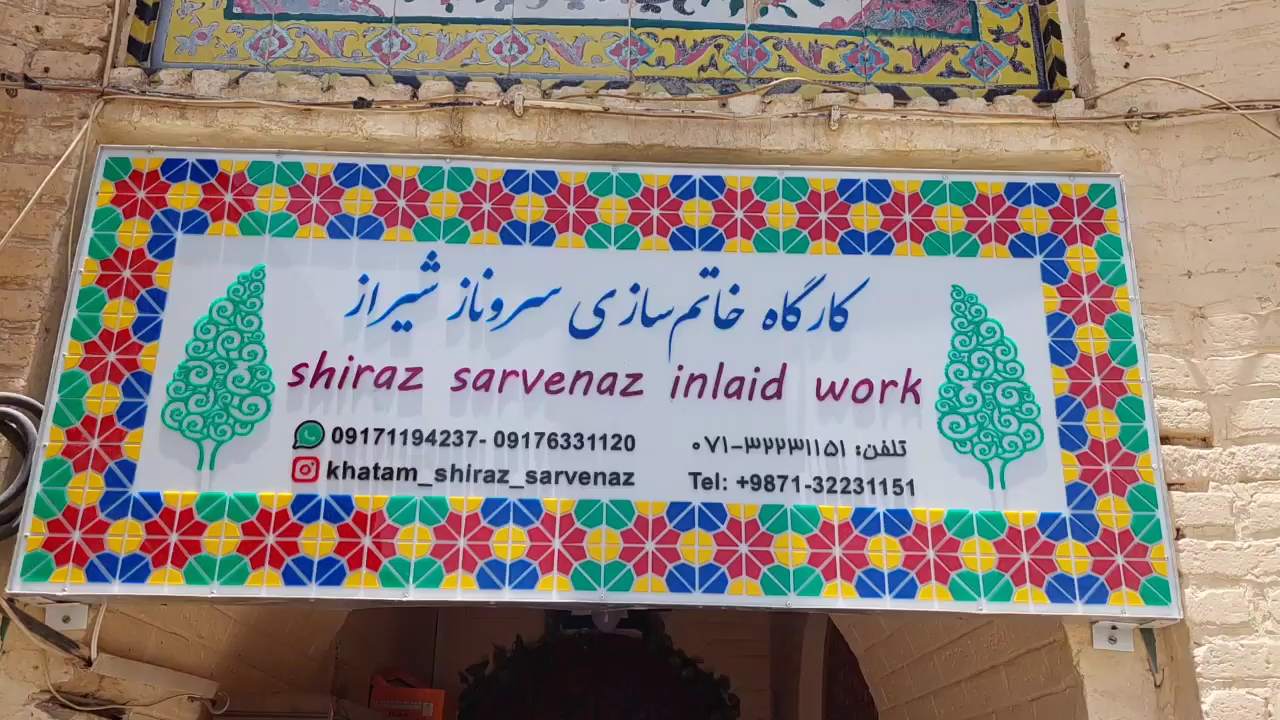 کارگاه خاتم‌سازی سروناز شیراز
shiraz sarvenaz inlaid work
09171194237- 09176331120
تلفن: ۳۲۲۳۱۱۵۱-۰۷۱
khatam_shiraz_sarvenaz
Tel: +9871-32231151